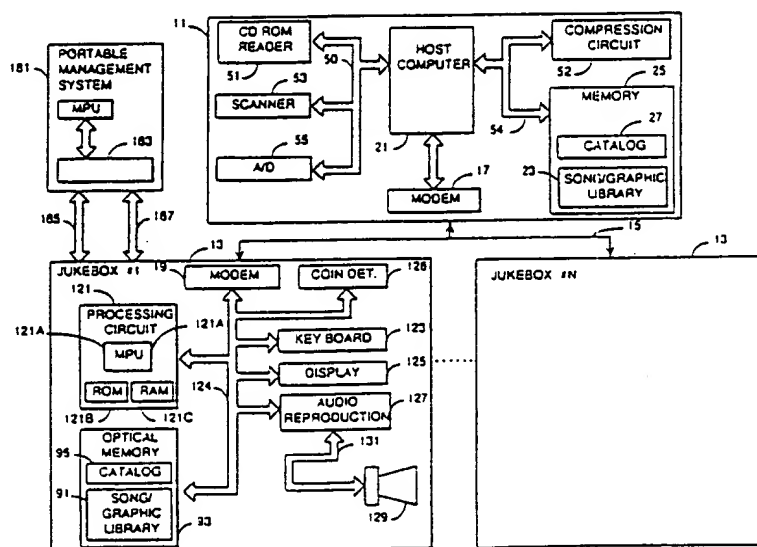 PORTABLE
MANAGEMENT
SYSTEM
181
MPU
183
185
187
11
CD ROM
READER
51
50
SCANNER
53
A/D
55
HOST
COMPUTER
21
MODEM
17
COMPRESSION
CIRCUIT
52
25
MEMORY
54
27
CATALOG
23
SONG/GRAPHIC
LIBRARY
15
13
JUKEBOX #1
19
MODEM
COIN DET.
126
121
PROCESSING
CIRCUIT
121A
121A
MPU
ROM
RAM
121B
121C
124
KEY BOARD
123
DISPLAY
125
AUDIO
REPRODUCTION
127
131
129
OPTICAL
MEMORY
95
CATALOG
91
SONG/
GRAPHIC
LIBRARY
93
13
JUKEBOX #N